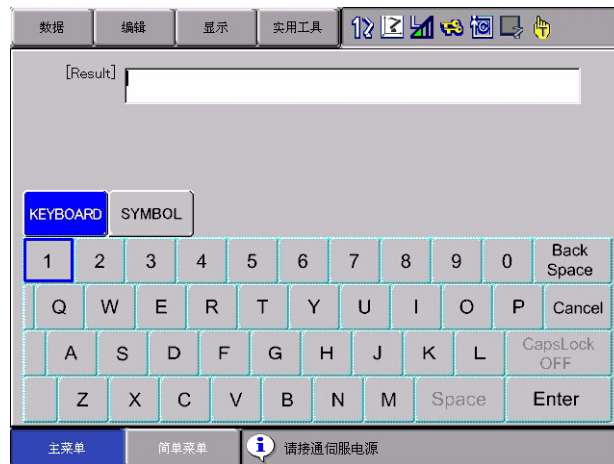 数据 编辑 显示 实用工具
[Result]
KEYBOARD SYMBOL
1 2 3 4 5 6 7 8 9 0 Back Space
Q W E R T Y U I O P Cancel
A S D F G H J K L CapsLock OFF
Z X C V B N M Space Enter
主菜单 简单菜单 请接通伺服电源